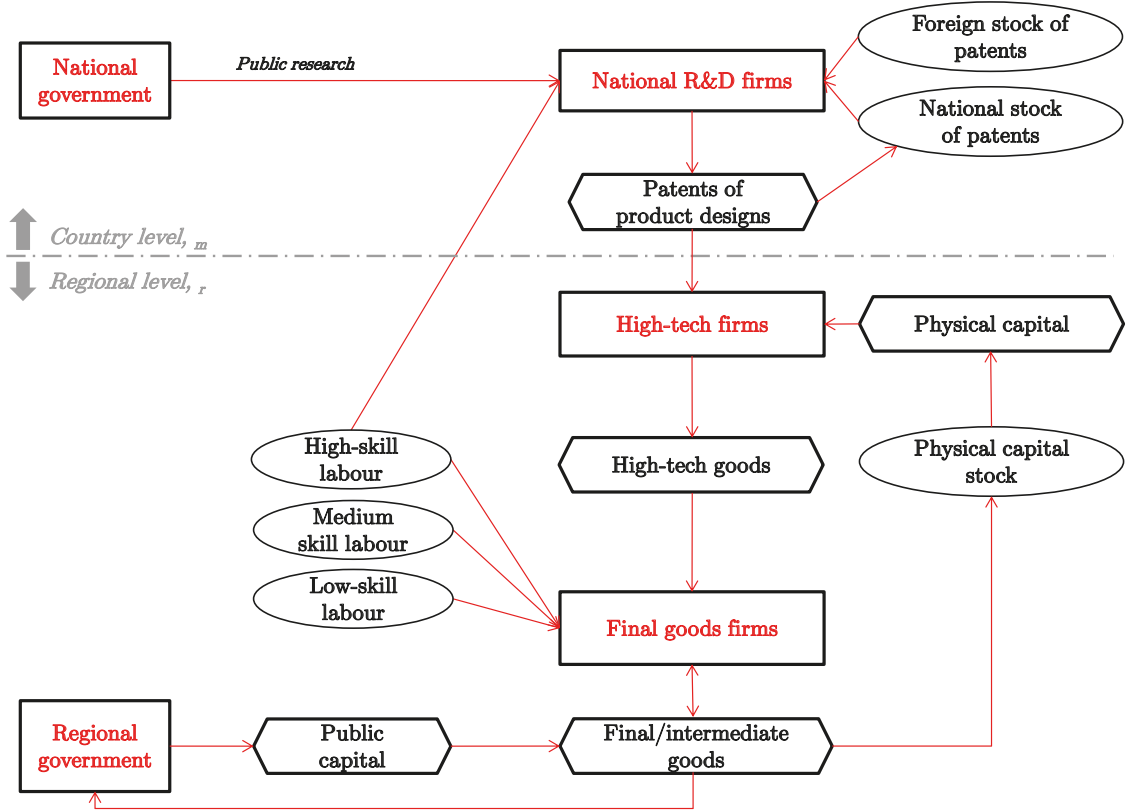 Foreign stock of
patents
National
government
Public research
National R&D firms
National stock
of patents
Patents of
product designs
Country level, m
Regional level, r
High-tech firms
Physical capital
High-skill
labour
High-tech goods
Physical capital
stock
Medium
skill labour
Low-skill
labour
Final goods firms
Regional
government
Public
capital
Final/intermediate
goods